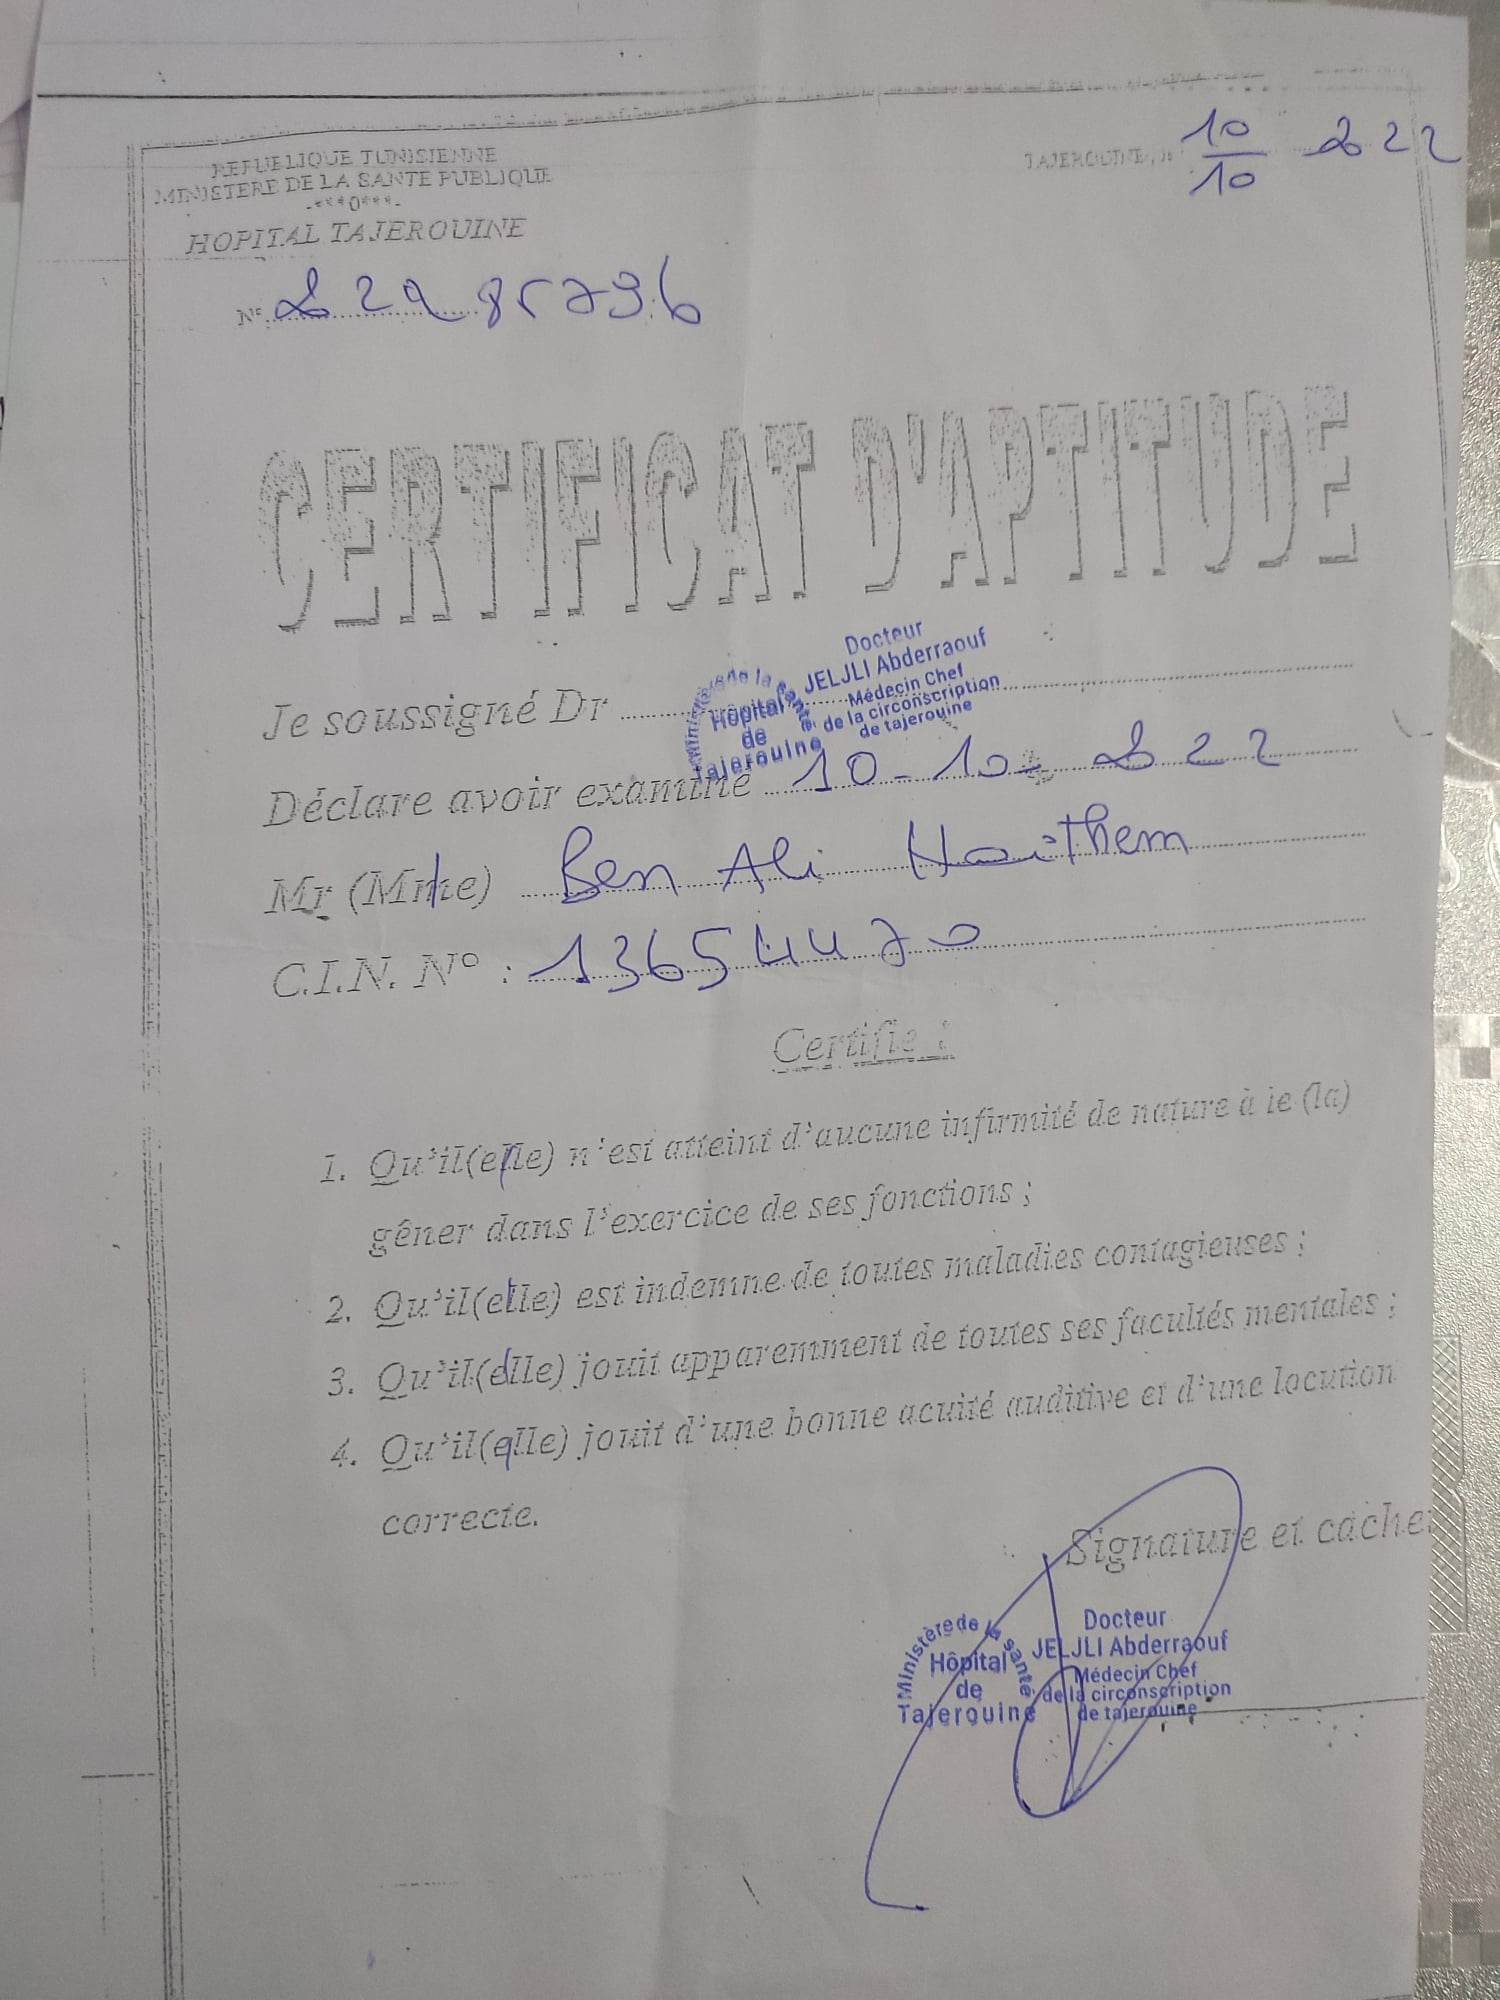 REPUBLIQUE TUNISIENNE
MINISTERE DE LA SANTE PUBLIQUE
-***0***-
HOPITAL TAJEROUINE
TAJEROUINE, le 10/10 2022
N°:
CERTIFICAT D'APTITUDE
Docteur
JELJLI Abderraouf
Médecin Chef
de la circonscription
de tajerouine
Ministère de la santé
Hôpital
de
Tajerouine
Je soussigné Dr
Déclare avoir examiné 10-10-2022
Mr (Mme) Ben Ali Haithem
C.I.N. N° : 13654470
Certifie :
1. Qu'il(elle) n'est atteint d'aucune infirmité de nature à le (la)
gêner dans l'exercice de ses fonctions ;
2. Qu'il(elle) est indemne de toutes maladies contagieuses ;
3. Qu'il(elle) jouit apparemment de toutes ses facultés mentales ;
4. Qu'il(elle) jouit d'une bonne acuité auditive et d'une locution
correcte.
Signature et cachet
Ministère de la santé
Hôpital
de
Tajerouine
Docteur
JELJLI Abderraouf
Médecin Chef
de la circonscription
de tajerouine